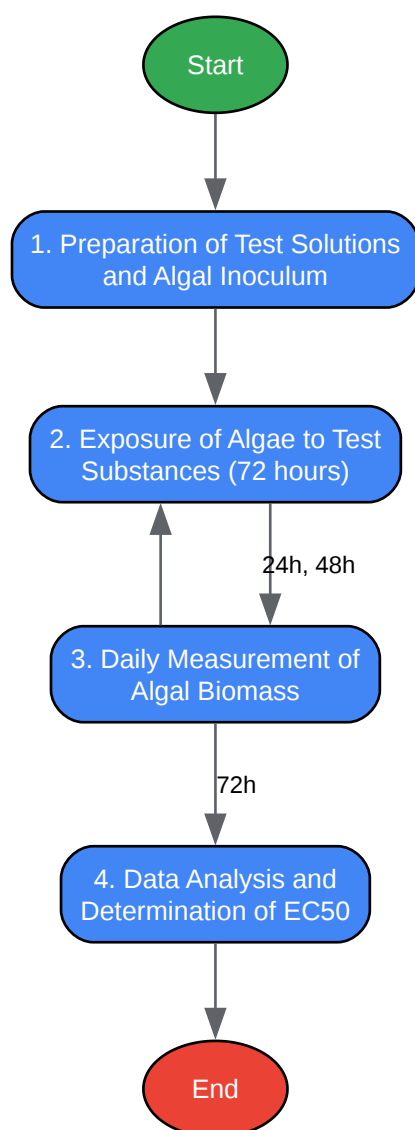 Start
1. Preparation of Test Solutions
and Algal Inoculum
2. Exposure of Algae to Test
Substances (72 hours)
24h, 48h
3. Daily Measurement of
Algal Biomass
72h
4. Data Analysis and
Determination of EC50
End